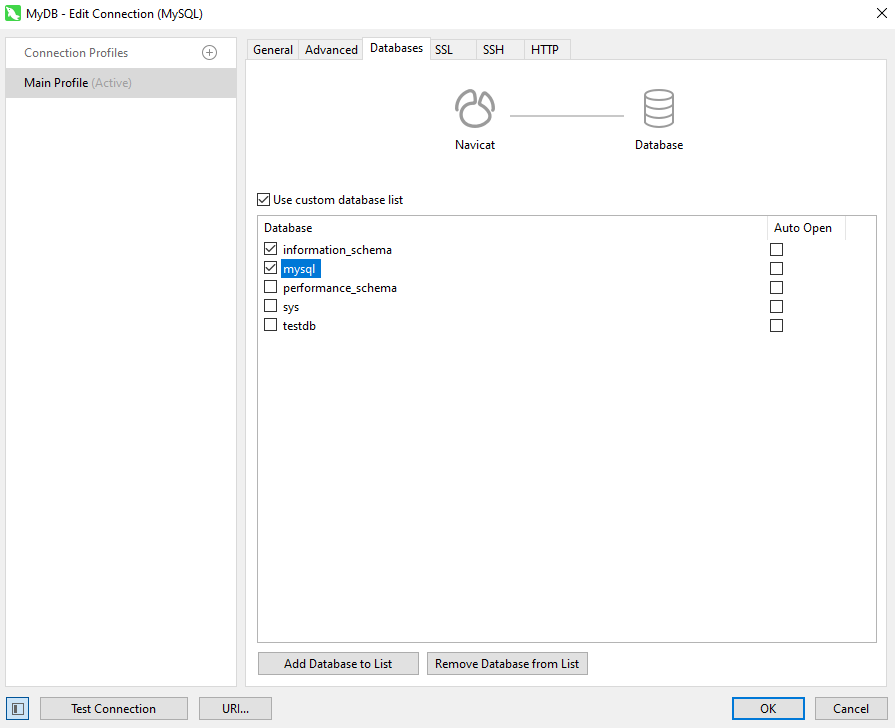 MyDB - Edit Connection (MySQL)
Connection Profiles
Main Profile (Active)
General Advanced Databases SSL SSH HTTP
Navicat Database
Use custom database list
Database Auto Open
information_schema
mysql
performance_schema
sys
testdb
Add Database to List Remove Database from List
Test Connection URI... OK Cancel